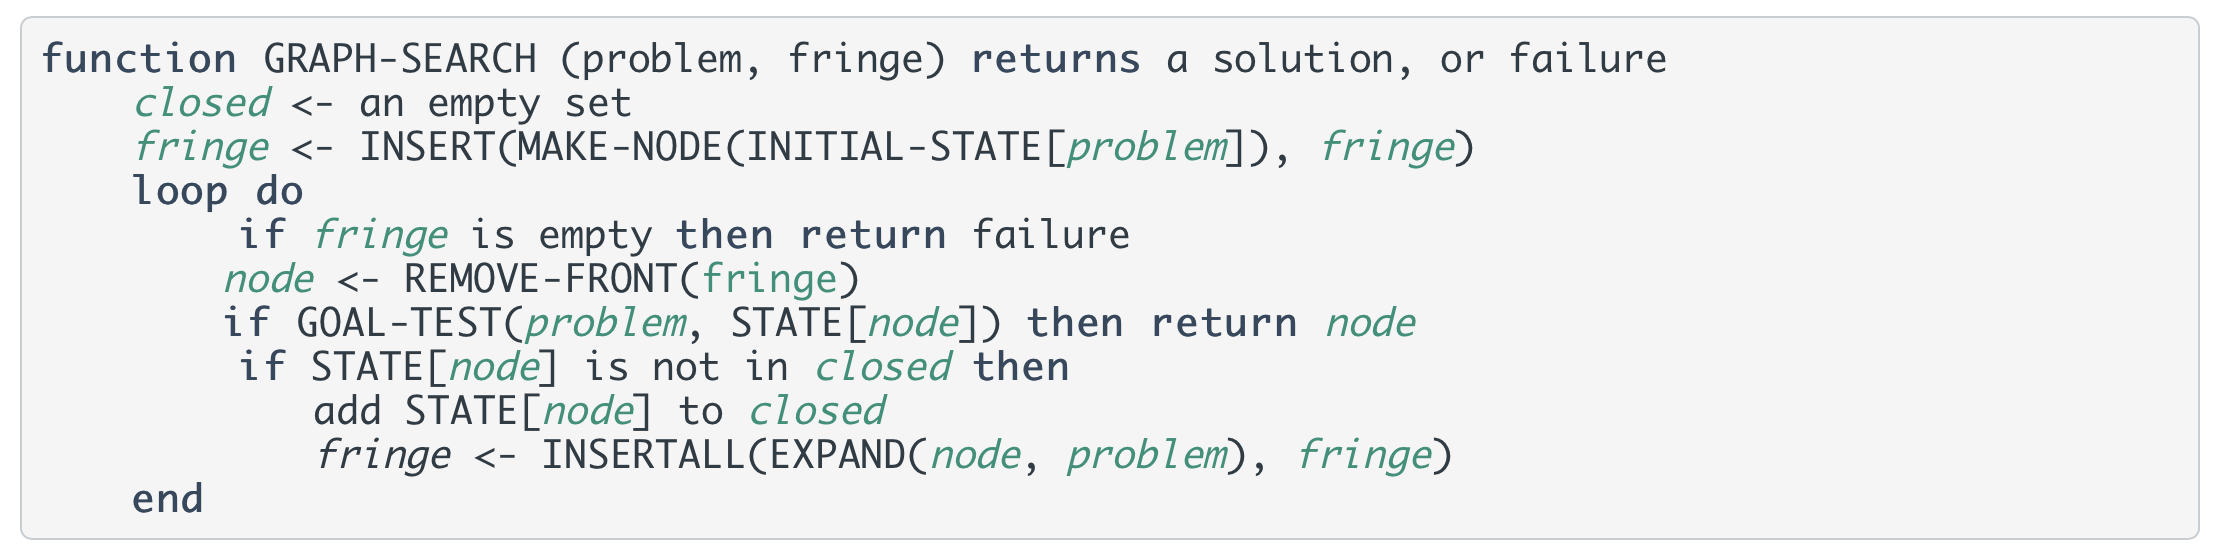 function GRAPH-SEARCH (problem, fringe) returns a solution, or failure
closed <- an empty set
fringe <- INSERT(MAKE-NODE(INITIAL-STATE[problem]), fringe)
loop do
if fringe is empty then return failure
node <- REMOVE-FRONT(fringe)
if GOAL-TEST(problem, STATE[node]) then return node
if STATE[node] is not in closed then
add STATE[node] to closed
fringe <- INSERTALL(EXPAND(node, problem), fringe)
end